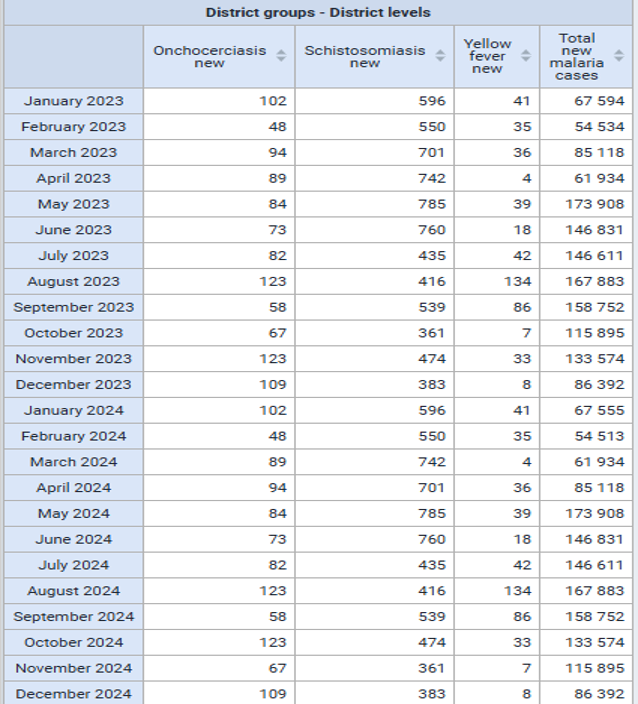 District groups - District levels
Onchocerciasis new Schistosomiasis new Yellow fever new Total new malaria cases
January 2023 102 596 41 67 594
February 2023 48 550 35 54 534
March 2023 94 701 36 85 118
April 2023 89 742 4 61 934
May 2023 84 785 39 173 908
June 2023 73 760 18 146 831
July 2023 82 435 42 146 611
August 2023 123 416 134 167 883
September 2023 58 539 86 158 752
October 2023 67 361 7 115 895
November 2023 123 474 33 133 574
December 2023 109 383 8 86 392
January 2024 102 596 41 67 555
February 2024 48 550 35 54 513
March 2024 89 742 4 61 934
April 2024 94 701 36 85 118
May 2024 84 785 39 173 908
June 2024 73 760 18 146 831
July 2024 82 435 42 146 611
August 2024 123 416 134 167 883
September 2024 58 539 86 158 752
October 2024 123 474 33 133 574
November 2024 67 361 7 115 895
December 2024 109 383 8 86 392